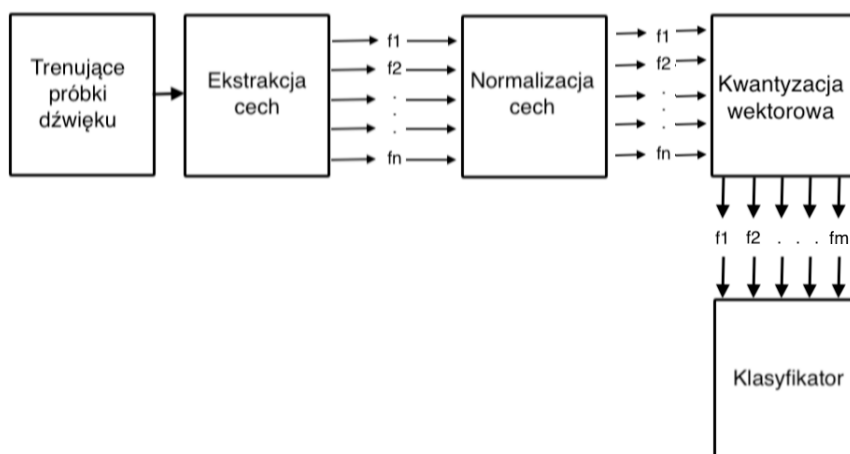 Trenujące
próbki
dźwięku
Ekstrakcja
cech
f1
f2
.
.
.
fn
Normalizacja
cech
f1
f2
.
.
.
fn
Kwantyzacja
wektorowa
f1 f2 . . . fm
Klasyfikator